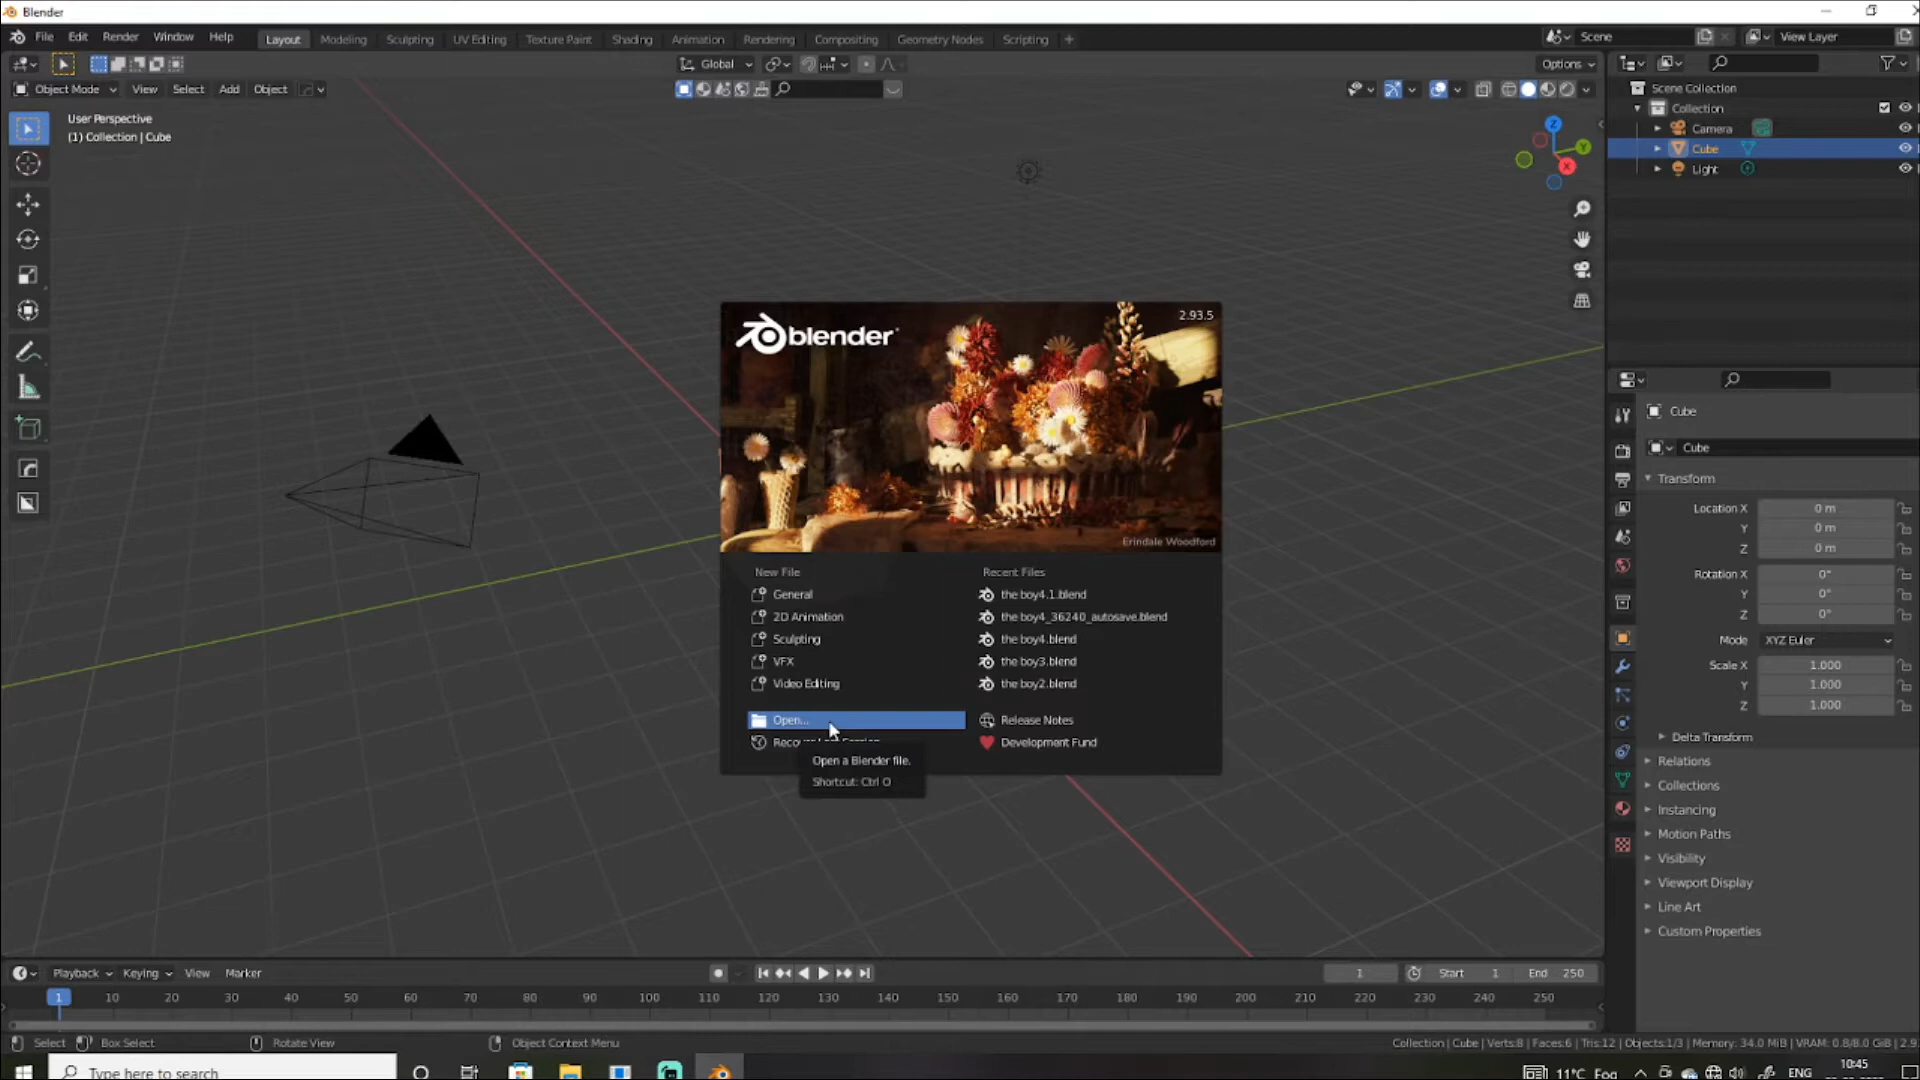 Blender
File Edit Render Window Help Layout Modeling Sculpting UV Editing Texture Paint Shading Animation Rendering Compositing Geometry Nodes Scripting + Scene View Layer
Global Options
Object Mode View Select Add Object
User Perspective
(1) Collection | Cube
Scene Collection
Collection
Camera
Cube
Light
Z
Y
X
blender
2.93.5
Erindale Woodford
New File
General
2D Animation
Sculpting
VFX
Video Editing
Open...
Recent Files
the boy4.1.blend
the boy4_36240_autosave.blend
the boy4.blend
the boy3.blend
the boy2.blend
Release Notes
Development Fund
Open a Blender file.
Shortcut: Ctrl O
Cube
Cube
Transform
Location X 0 m
Y 0 m
Z 0 m
Rotation X 0°
Y 0°
Z 0°
Mode XYZ Euler
Scale X 1.000
Y 1.000
Z 1.000
Delta Transform
Relations
Collections
Instancing
Motion Paths
Visibility
Viewport Display
Line Art
Custom Properties
Playback Keying View Marker 1 Start 1 End 250
1 10 20 30 40 50 60 70 80 90 100 110 120 130 140 150 160 170 180 190 200 210 220 230 240 250
Select Box Select Rotate View Object Context Menu Collection | Cube | Verts:8 | Faces:6 | Tris:12 | Objects:1/3 | Memory: 34.0 MiB | VRAM: 0.8/8.0 GiB | 2.9
Type here to search 11°C Fog ENG 10:45